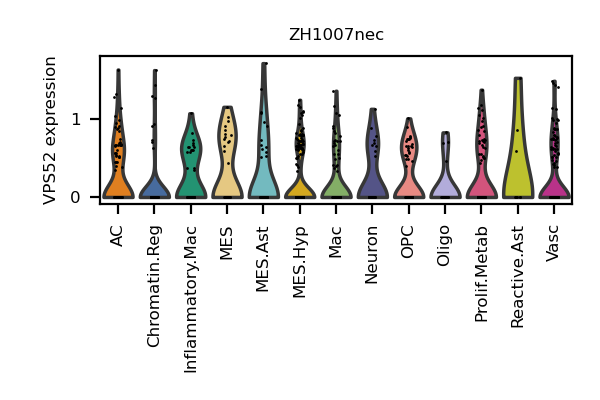 ZH1007nec
VPS52 expression
1
0
AC
Chromatin.Reg
Inflammatory.Mac
MES
MES.Ast
MES.Hyp
Mac
Neuron
OPC
Oligo
Prolif.Metab
Reactive.Ast
Vasc